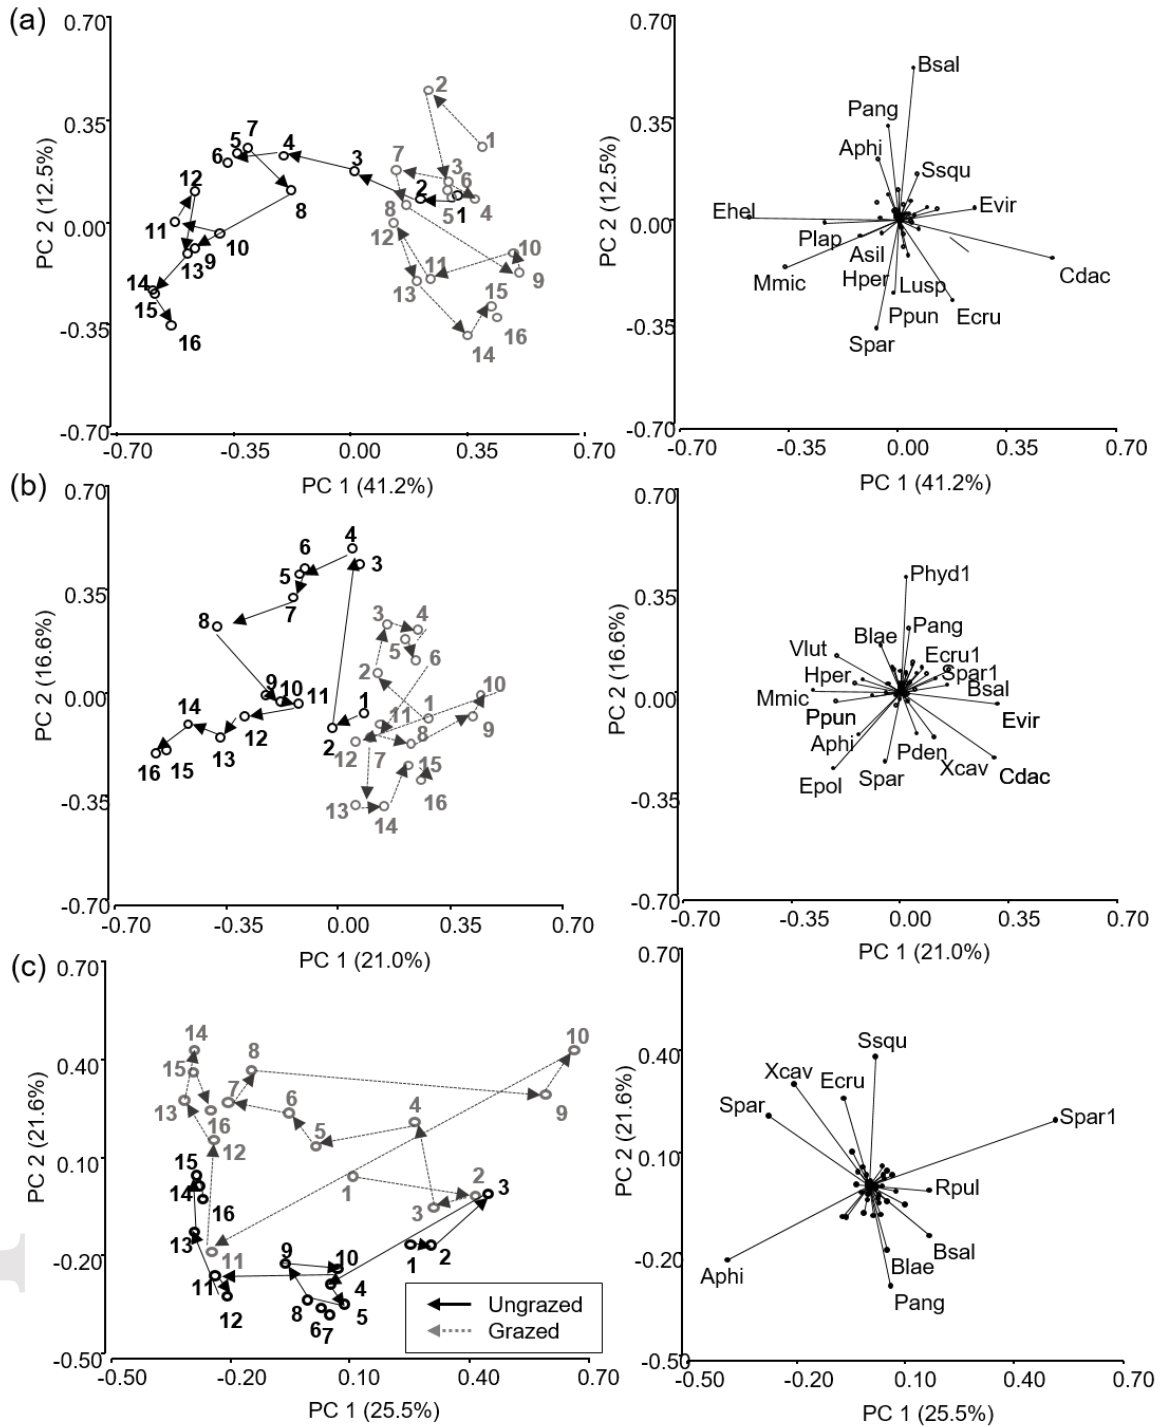 (a)
0.70
0.35
0.00
-0.35
-0.70
PC 2 (12.5%)
-0.70 -0.35 0.00 0.35 0.70
PC 1 (41.2%)
1 2 3 4 5 6 7 8 9 10 11 12 13 14 15 16
1 2 3 4 5 6 7 8 9 10 11 12 13 14 15 16
0.70
0.35
0.00
-0.35
-0.70
PC 2 (12.5%)
-0.70 -0.35 0.00 0.35 0.70
PC 1 (41.2%)
Bsal
Pang
Aphi
Ssqu
Ehel
Evir
Plap
Asil
Mmic
Hper
Lusp
Cdac
Ppun
Ecru
Spar
(b)
0.70
0.35
0.00
-0.35
-0.70
PC 2 (16.6%)
-0.70 -0.35 0.00 0.35 0.70
PC 1 (21.0%)
1 2 3 4 5 6 7 8 9 10 11 12 13 14 15 16
1 2 3 4 5 6 7 8 9 10 11 12 13 14 15 16
0.70
0.35
0.00
-0.35
-0.70
PC 2 (16.6%)
-0.70 -0.35 0.00 0.35 0.70
PC 1 (21.0%)
Phyd1
Pang
Blae
Vlut
Ecru1
Hper
Spar1
Mmic
Bsal
Ppun
Evir
Aphi
Pden
Xcav
Epol
Spar
Cdac
(c)
0.70
0.40
0.10
-0.20
-0.50
PC 2 (21.6%)
-0.50 -0.20 0.10 0.40 0.70
PC 1 (25.5%)
1 2 3 4 5 6 7 8 9 10 11 12 13 14 15 16
1 2 3 4 5 6 7 8 9 10 11 12 13 14 15 16
Ungrazed
Grazed
0.70
0.40
0.10
-0.20
-0.50
PC 2 (21.6%)
-0.50 -0.20 0.10 0.40 0.70
PC 1 (25.5%)
Ssqu
Xcav
Ecru
Spar
Spar1
Rpul
Bsal
Blae
Aphi
Pang